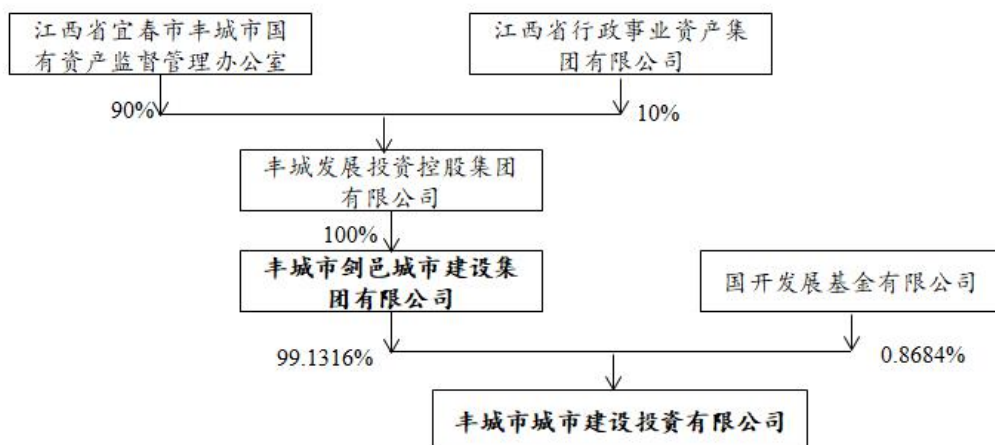 江西省宜春市丰城市国
有资产监督管理办公室
江西省行政事业资产集
团有限公司
90%
10%
丰城发展投资控股集团
有限公司
100%
丰城市剑邑城市建设集
团有限公司
国开发展基金有限公司
99.1316%
0.8684%
丰城市城市建设投资有限公司